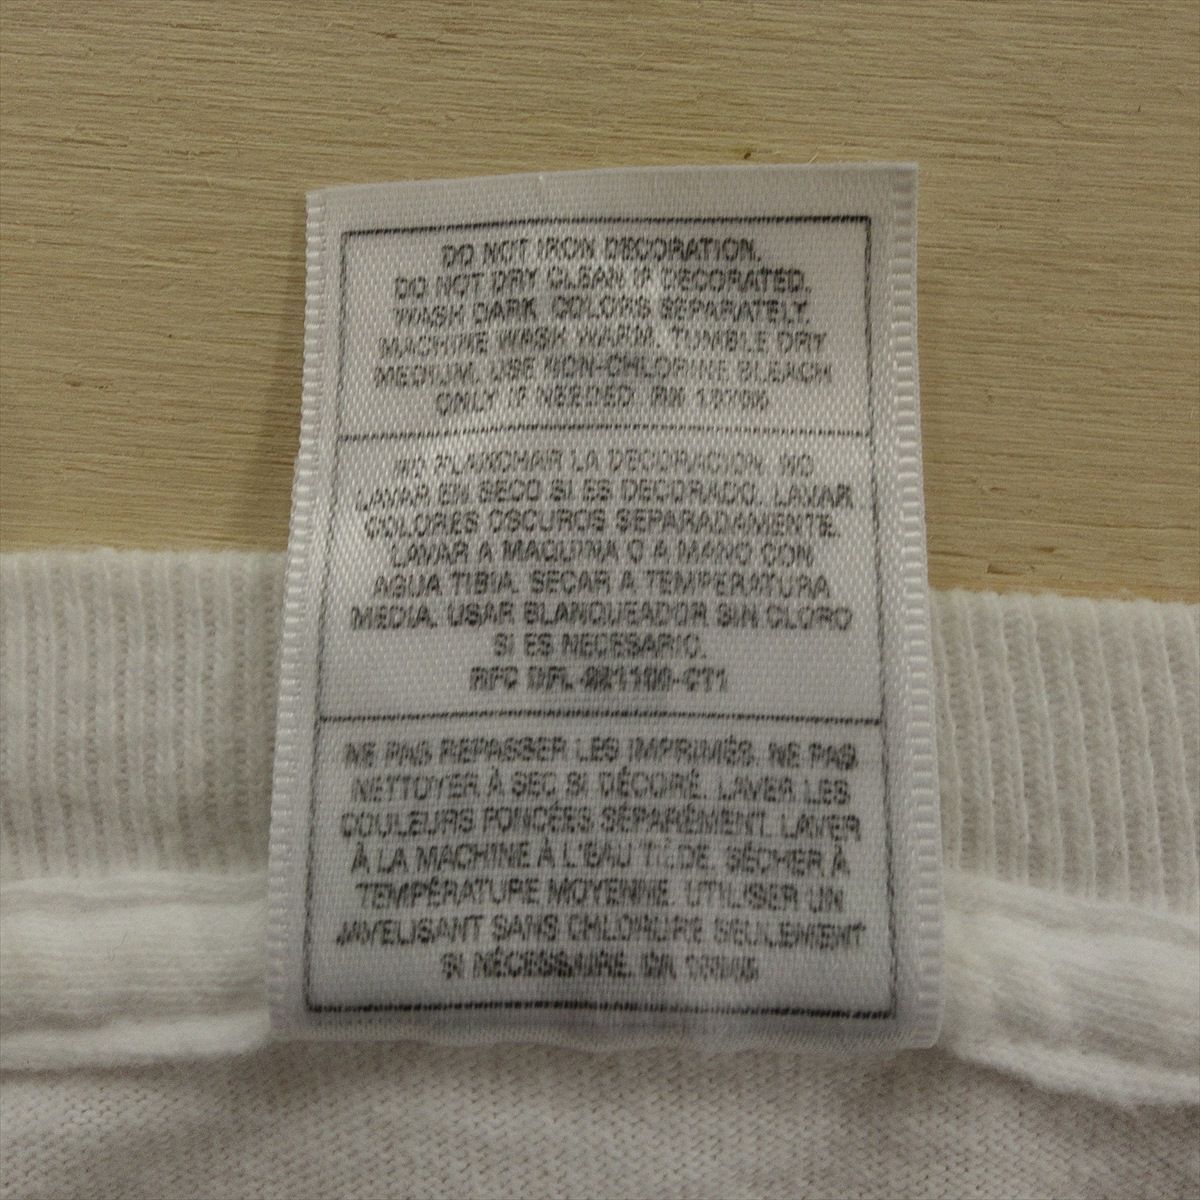 DO NOT IRON DECORATION.
DO NOT DRY CLEAN IF DECORATED.
WASH DARK COLORS SEPARATELY.
MACHINE WASK WARM. TUMBLE DRY
MEDIUM. USE NON-CHLORINE BLEACH
ONLY IF NEEDED. RN
NO PLANCHAR LA DECORACION. NO
LAVAR EN SECO SI ES DECORADO. LAVAR
COLORES OSCUROS SEPARADAMENTE.
LAVAR A MAQUINA O A MANO CON
AGUA TIBIA. SECAR A TEMPERATURA
MEDIA. USAR BLANQUEADOR SIN CLORO
SI ES NECESARIO.
RFC
NE PAS REPASSER LES IMPRIMÉS. NE PAS
NETTOYER À SEC SI DÉCORÉ. LAVER LES
COULEURS FONCÉES SÉPARÉMENT. LAVER
À LA MACHINE À L'EAU TIÈDE. SÉCHER À
TEMPÉRATURE MOYENNE. UTILISER UN
JAVELISANT SANS CHLORURE SEULEMENT
SI NÉCESSAIRE.